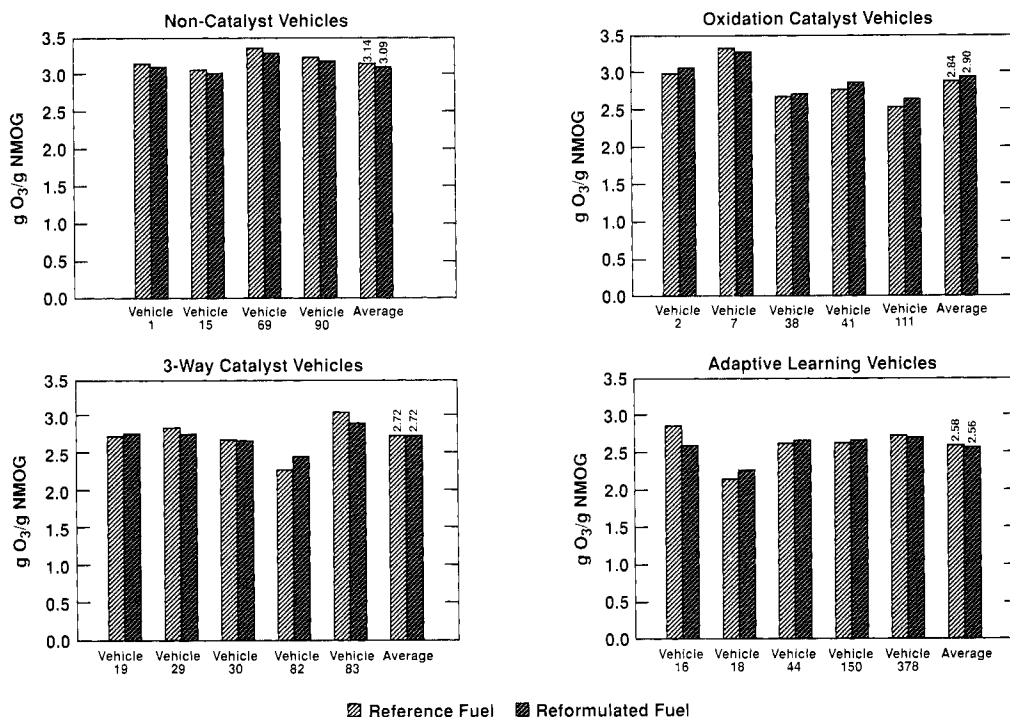 Non-Catalyst Vehicles
g O3/g NMOG
3.5
3.0
2.5
2.0
1.5
1.0
0.5
0.0
3.14
3.09
Vehicle Vehicle Vehicle Vehicle Average
1 15 69 90
Oxidation Catalyst Vehicles
g O3/g NMOG
3.5
3.0
2.5
2.0
1.5
1.0
0.5
0.0
2.84
2.90
Vehicle Vehicle Vehicle Vehicle Vehicle Average
2 7 38 41 111
3-Way Catalyst Vehicles
g O3/g NMOG
3.5
3.0
2.5
2.0
1.5
1.0
0.5
0.0
2.72
2.72
Vehicle Vehicle Vehicle Vehicle Vehicle Average
19 29 30 82 83
Adaptive Learning Vehicles
g O3/g NMOG
3.5
3.0
2.5
2.0
1.5
1.0
0.5
0.0
2.58
2.56
Vehicle Vehicle Vehicle Vehicle Vehicle Average
16 18 44 150 378
Reference Fuel Reformulated Fuel